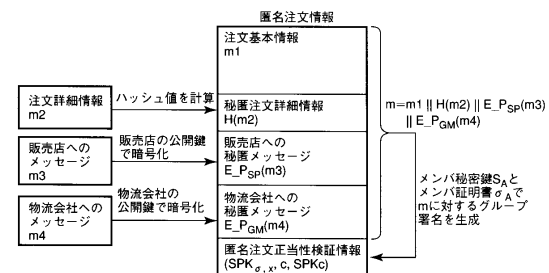 匿名注文情報
注文基本情報
m1
注文詳細情報
m2
ハッシュ値を計算
秘匿注文詳細情報
H(m2)
販売店への
メッセージ
m3
販売店の公開鍵
で暗号化
販売店への
秘匿メッセージ
E_P_SP(m3)
物流会社への
メッセージ
m4
物流会社の
公開鍵で暗号化
物流会社への
秘匿メッセージ
E_P_GM(m4)
匿名注文正当性検証情報
(SPK_σ,x, c, SPKc)
m=m1 || H(m2) || E_P_SP(m3)
|| E_P_GM(m4)
メンバ秘密鍵S_Aと
メンバ証明書σ_Aで
mに対するグループ
署名を生成